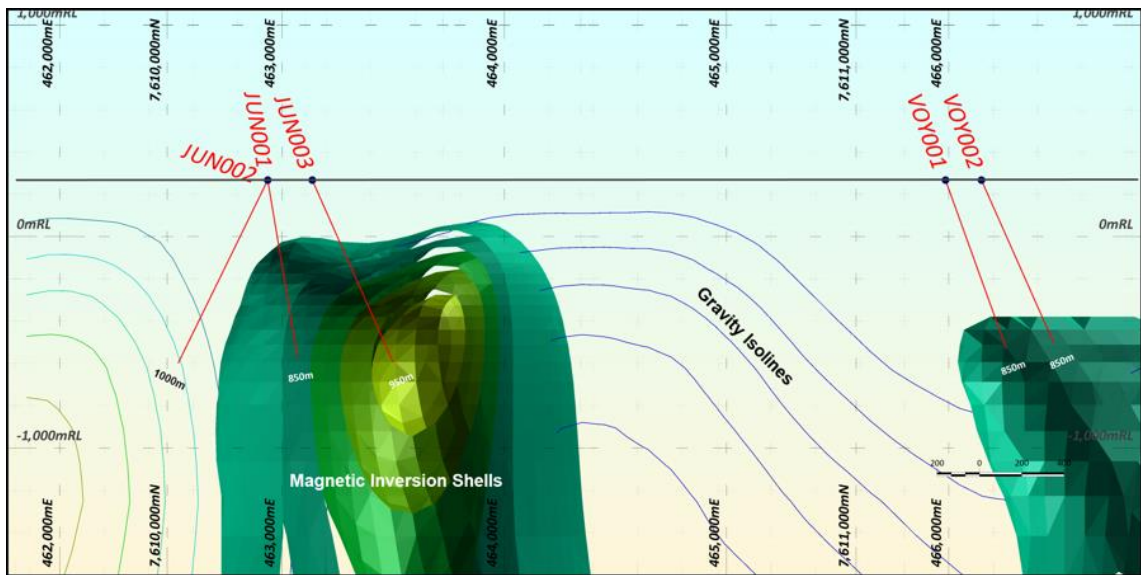 1,000mRL
1,000mRL
462,000mE
7,610,000mN
463,000mE
464,000mE
465,000mE
7,611,000mN
466,000mE
JUN002
JUN001
JUN003
VOY001
VOY002
0mRL
0mRL
Gravity Isolines
1000m
850m
950m
850m
850m
-1,000mRL
-1,000mRL
Magnetic Inversion Shells
200
0
200
400
462,000mE
7,610,000mN
463,000mE
464,000mE
465,000mE
7,611,000mN
466,000mE